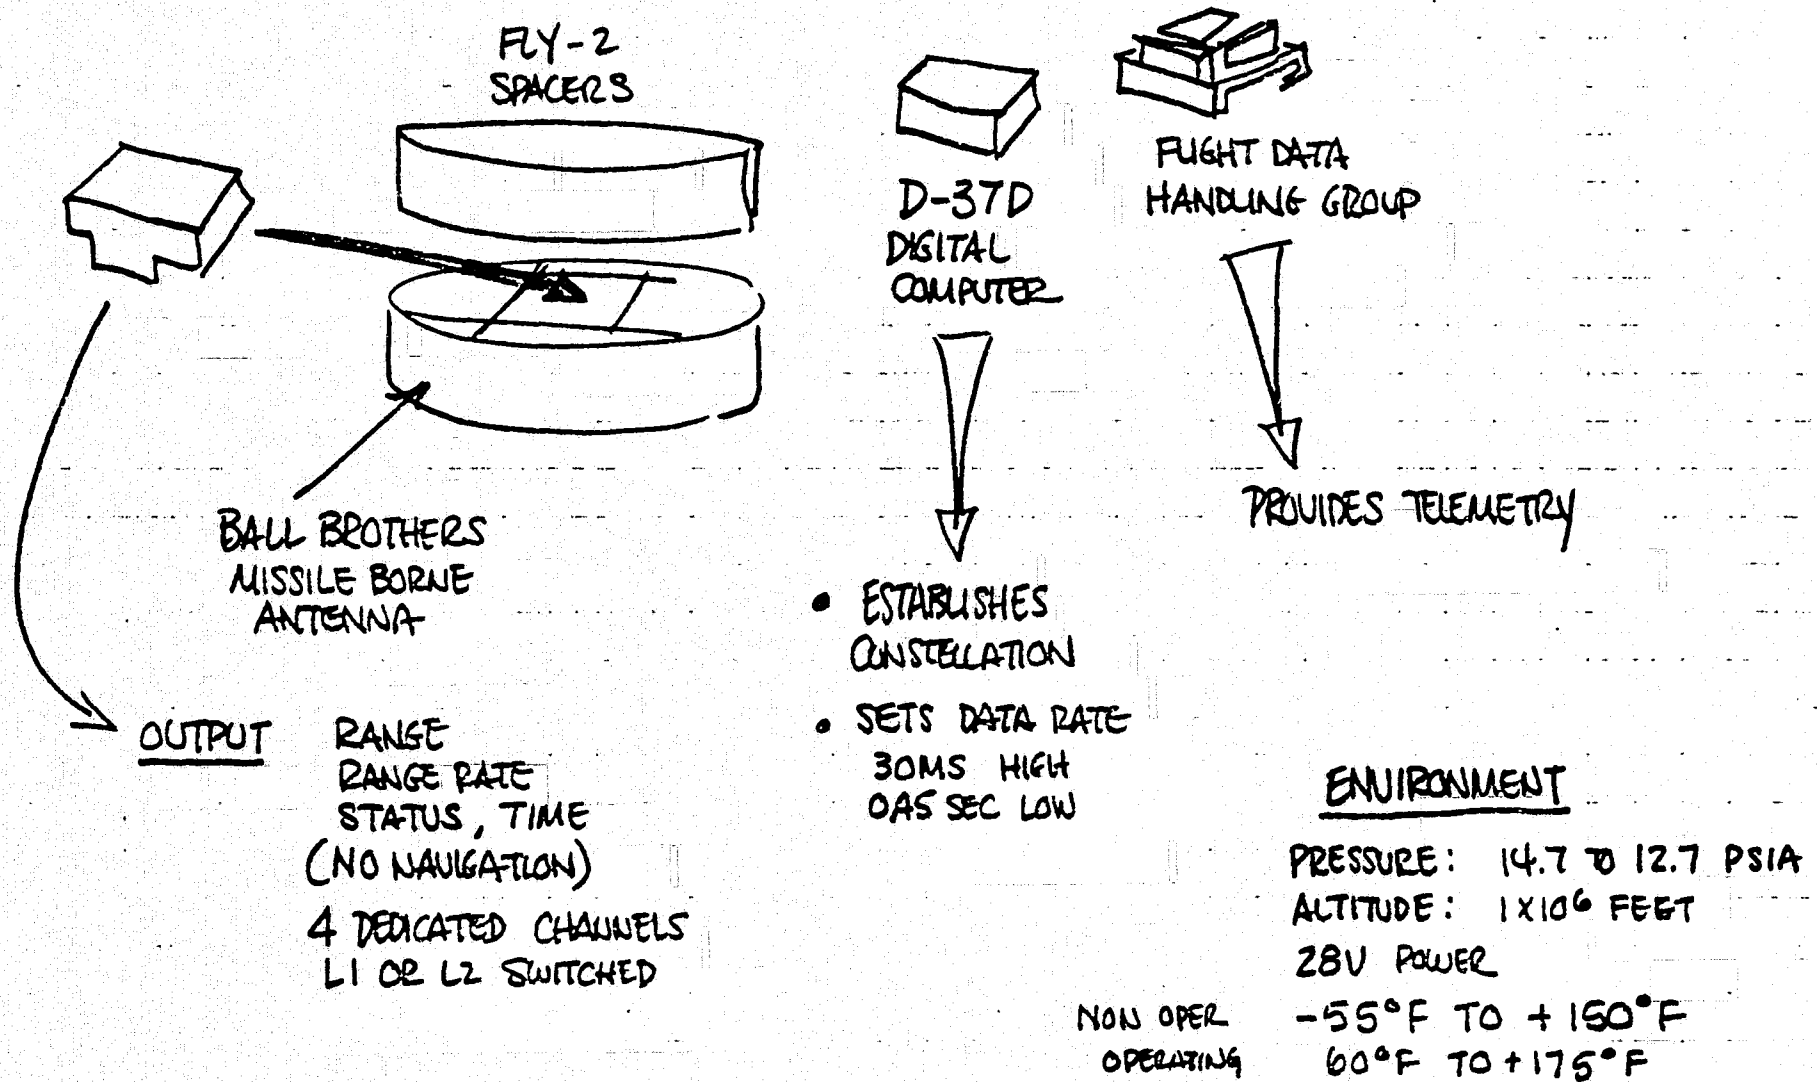 FLY-2
SPACERS
D-37D
DIGITAL
COMPUTER
FLIGHT DATA
HANDLING GROUP
BALL BROTHERS
MISSILE BORNE
ANTENNA
PROVIDES TELEMETRY
• ESTABLISHES
CONSTELLATION
• SETS DATA RATE
30MS HIGH
0.45 SEC LOW
OUTPUT RANGE
RANGE RATE
STATUS, TIME
(NO NAVIGATION)
4 DEDICATED CHANNELS
L1 OR L2 SWITCHED
ENVIRONMENT
PRESSURE: 14.7 TO 12.7 PSIA
ALTITUDE: 1X10⁶ FEET
28V POWER
NON OPER -55°F TO +150°F
OPERATING 60°F TO +175°F